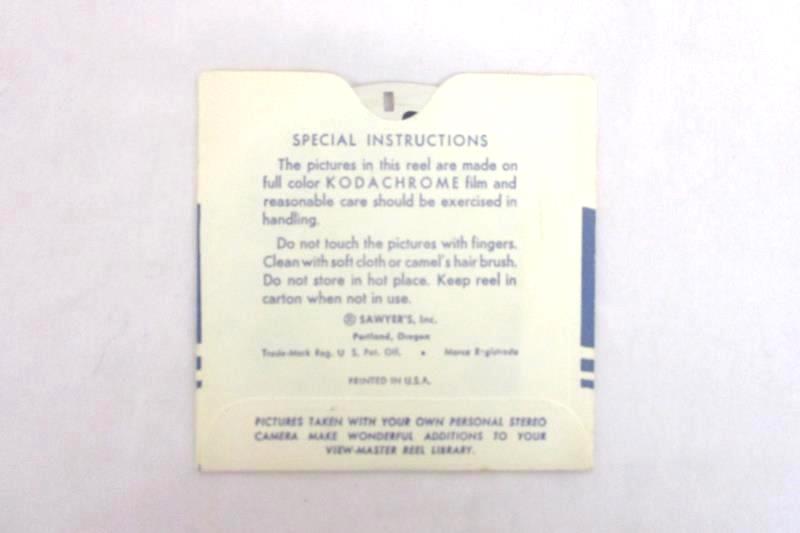 SPECIAL INSTRUCTIONS
The pictures in this reel are made on
full color KODACHROME film and
reasonable care should be exercised in
handling.
Do not touch the pictures with fingers.
Clean with soft cloth or camel's hair brush.
Do not store in hot place. Keep reel in
carton when not in use.
® SAWYER'S, Inc.
Portland, Oregon
Trade-Mark Reg. U S. Pat. Off. • Marca R-gistrada
PRINTED IN U.S.A.
PICTURES TAKEN WITH YOUR OWN PERSONAL STEREO
CAMERA MAKE WONDERFUL ADDITIONS TO YOUR
VIEW-MASTER REEL LIBRARY.